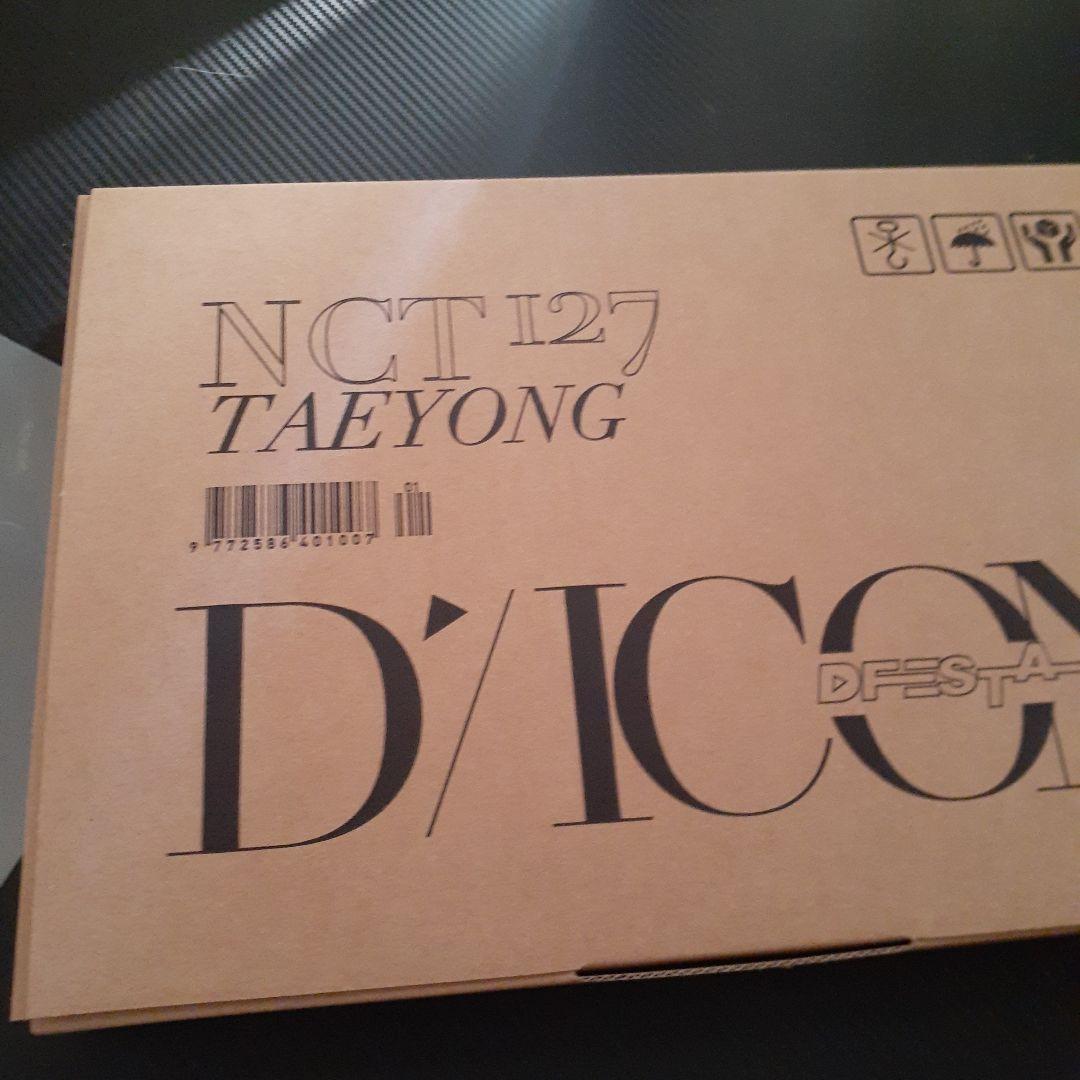 NCT 127
TAEYONG
01
9 772586 401007
D'/ICON
DFESTA